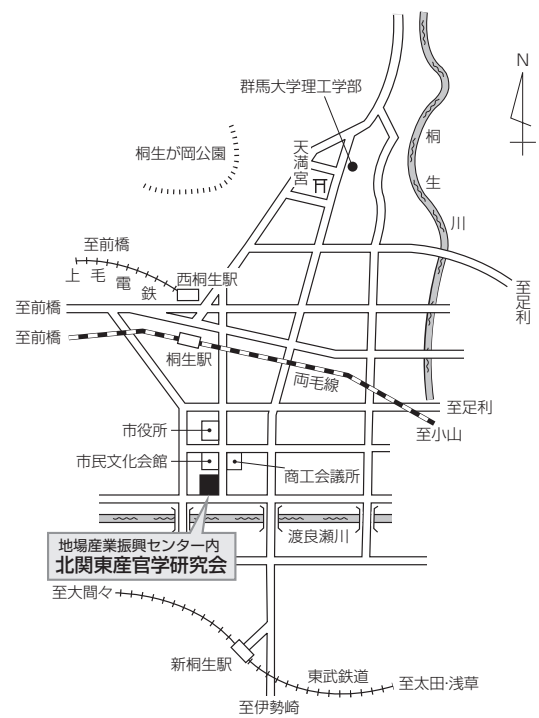 N
群馬大学理工学部
桐生川
天満宮
桐生が岡公園
至前橋
上毛電鉄
西桐生駅
至足利
至前橋
至前橋
桐生駅
両毛線
至足利
至小山
市役所
市民文化会館
商工会議所
渡良瀬川
地場産業振興センター内
北関東産官学研究会
至大間々
新桐生駅
東武鉄道
至太田・浅草
至伊勢崎